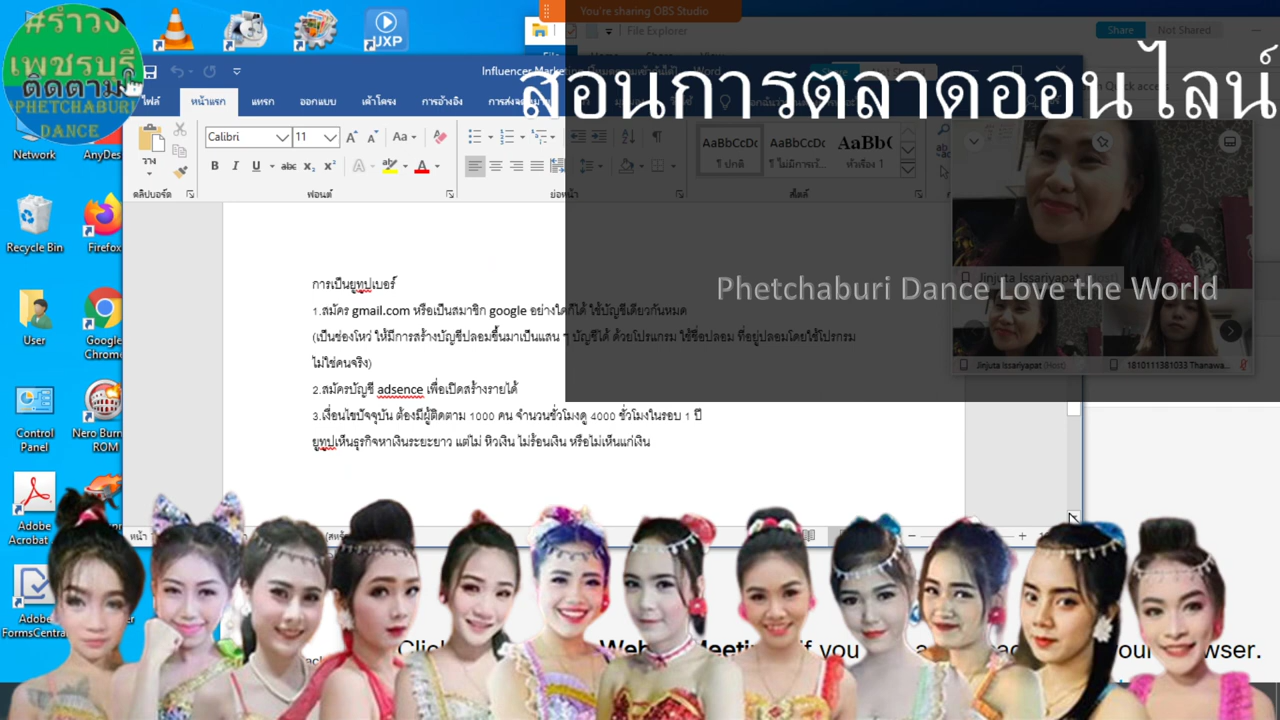 #รำวง
เพชรบุรี
ติดตาม
PHETCHABURI
DANCE
You're sharing OBS Studio
สอนการตลาดออนไลน์
Phetchaburi Dance Love the World
UXP
File Explorer
Share
Not Shared
Influencer
Word
ไฟล์
หน้าแรก
แทรก
ออกแบบ
เค้าโครง
การอ้างอิง
Calibri
11
วาง
คลิปบอร์ด
ฟอนต์
ย่อหน้า
สไตล์
AaBbCcDc
AaBbCcDc
AaBbC
1 ปกติ
หัวเรื่อง 1
Network
AnyDes
Recycle Bin
Firefox
User
Google
Chrome
Control
Panel
Nero Burn
ROM
Adobe
Acrobat
Adobe
FormsCentra
การเป็นยูทูปเบอร์
1.สมัคร gmail.com หรือเป็นสมาชิก google อย่างใดก็ได้ ใช้บัญชีเดียวกันหมด
(เป็นช่องโหว่ ให้มีการสร้างบัญชีปลอมขึ้นมาเป็นแสน ๆ บัญชีได้ ด้วยโปรแกรม ใช้ชื่อปลอม ที่อยู่ปลอมโดยใช้โปรกรม
ไม่ใช่คนจริง)
2.สมัครบัญชี adsence เพื่อเปิดสร้างรายได้
3.เงื่อนไขปัจจุบัน ต้องมีผู้ติดตาม 1000 คน จำนวนชั่วโมงดู 4000 ชั่วโมงในรอบ 1 ปี
ยูทูปเห็นธุรกิจหาเงินระยะยาว แต่ไม่ หิวเงิน ไม่ร้อนเงิน หรือไม่เห็นแก่เงิน
Jinjuta Issariyapat (Host)
Jinjuta Issariyapat (Host)
1810111381033 Thanawa...
หน้า